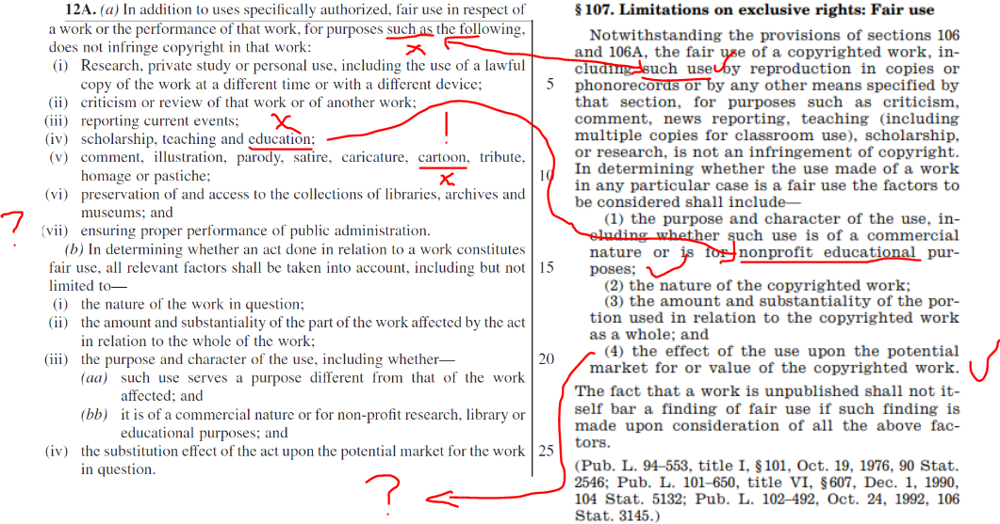 12A. (a) In addition to uses specifically authorized, fair use in respect of
a work or the performance of that work, for purposes such as the following,
does not infringe copyright in that work:
(i) Research, private study or personal use, including the use of a lawful
copy of the work at a different time or with a different device; 5
(ii) criticism or review of that work or of another work;
(iii) reporting current events;
(iv) scholarship, teaching and education;
(v) comment, illustration, parody, satire, caricature, cartoon, tribute,
homage or pastiche; 10
(vi) preservation of and access to the collections of libraries, archives and
museums; and
(vii) ensuring proper performance of public administration.
(b) In determining whether an act done in relation to a work constitutes
fair use, all relevant factors shall be taken into account, including but not 15
limited to—
(i) the nature of the work in question;
(ii) the amount and substantiality of the part of the work affected by the act
in relation to the whole of the work;
(iii) the purpose and character of the use, including whether— 20
(aa) such use serves a purpose different from that of the work
affected; and
(bb) it is of a commercial nature or for non-profit research, library or
educational purposes; and
(iv) the substitution effect of the act upon the potential market for the work 25
in question.
§ 107. Limitations on exclusive rights: Fair use
Notwithstanding the provisions of sections 106
and 106A, the fair use of a copyrighted work, in-
cluding such use by reproduction in copies or
phonorecords or by any other means specified by
that section, for purposes such as criticism,
comment, news reporting, teaching (including
multiple copies for classroom use), scholarship,
or research, is not an infringement of copyright.
In determining whether the use made of a work
in any particular case is a fair use the factors to
be considered shall include—
(1) the purpose and character of the use, in-
cluding whether such use is of a commercial
nature or is for nonprofit educational pur-
poses;
(2) the nature of the copyrighted work;
(3) the amount and substantiality of the por-
tion used in relation to the copyrighted work
as a whole; and
(4) the effect of the use upon the potential
market for or value of the copyrighted work.
The fact that a work is unpublished shall not it-
self bar a finding of fair use if such finding is
made upon consideration of all the above fac-
tors.
(Pub. L. 94–553, title I, § 101, Oct. 19, 1976, 90 Stat.
2546; Pub. L. 101–650, title VI, § 607, Dec. 1, 1990,
104 Stat. 5132; Pub. L. 102–492, Oct. 24, 1992, 106
Stat. 3145.)
x
x
!
x
?
?